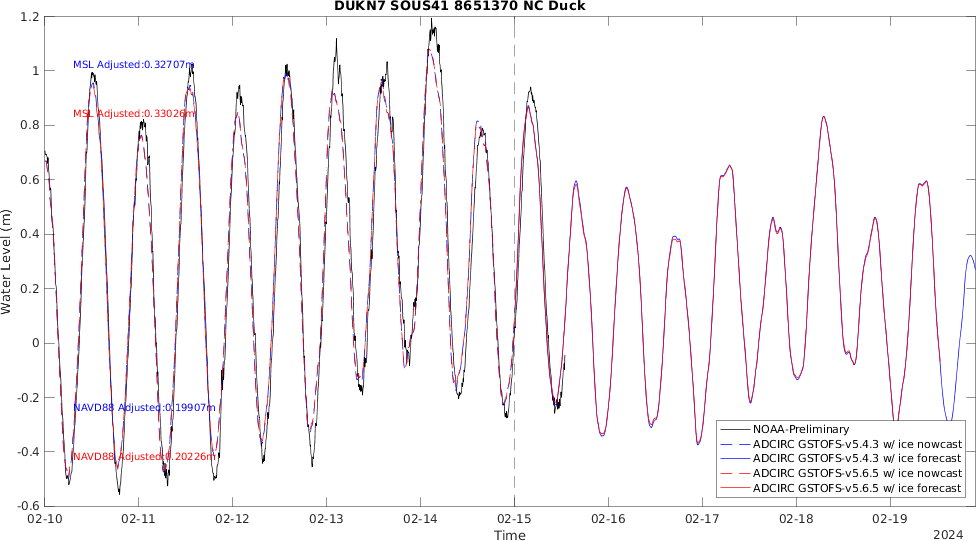 DUKN7 SOUS41 8651370 NC Duck
1.2
1
0.8
0.6
0.4
0.2
0
-0.2
-0.4
-0.6
Water Level (m)
MSL Adjusted:0.32707m
MSL Adjusted:0.33026m
NAVD88 Adjusted:0.19907m
NAVD88 Adjusted:0.20226m
NOAA-Preliminary
ADCIRC GSTOFS-v5.4.3 w/ ice nowcast
ADCIRC GSTOFS-v5.4.3 w/ ice forecast
ADCIRC GSTOFS-v5.6.5 w/ ice nowcast
ADCIRC GSTOFS-v5.6.5 w/ ice forecast
02-10 02-11 02-12 02-13 02-14 02-15 02-16 02-17 02-18 02-19
Time
2024